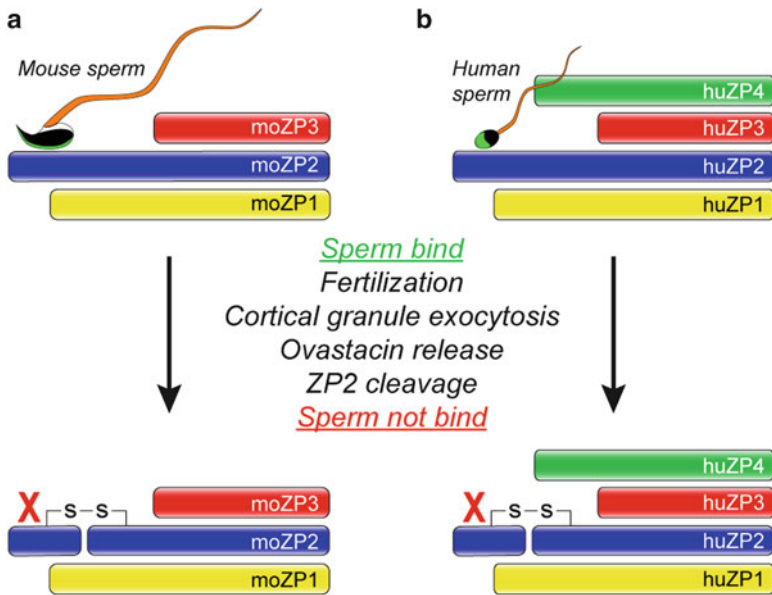 a
Mouse sperm
moZP3
moZP2
moZP1
b
Human
sperm
huZP4
huZP3
huZP2
huZP1
Sperm bind
Fertilization
Cortical granule exocytosis
Ovastacin release
ZP2 cleavage
Sperm not bind
X
S-S
moZP3
moZP2
moZP1
X
S-S
huZP4
huZP3
huZP2
huZP1